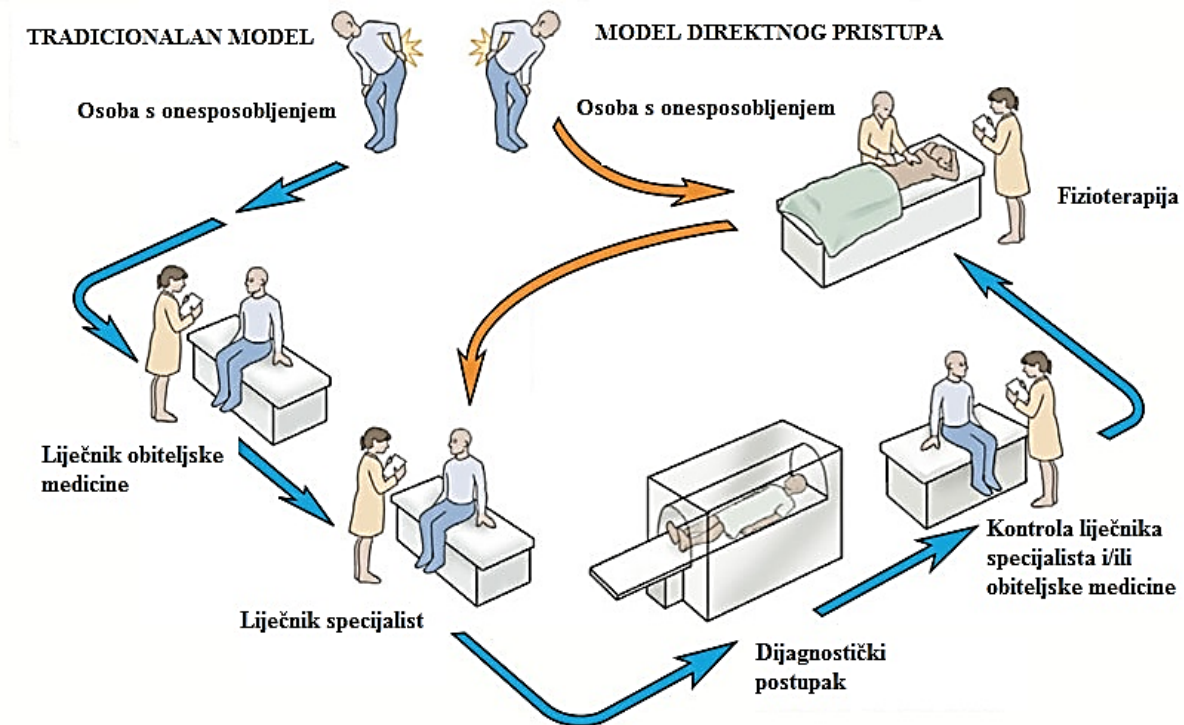 TRADICIONALAN MODEL
MODEL DIREKTNOG PRISTUPA
Osoba s onesposobljenjem
Osoba s onesposobljenjem
Fizioterapija
Liječnik obiteljske
medicine
Liječnik specijalist
Dijagnostički
postupak
Kontrola liječnika
specijalista i/ili
obiteljske medicine